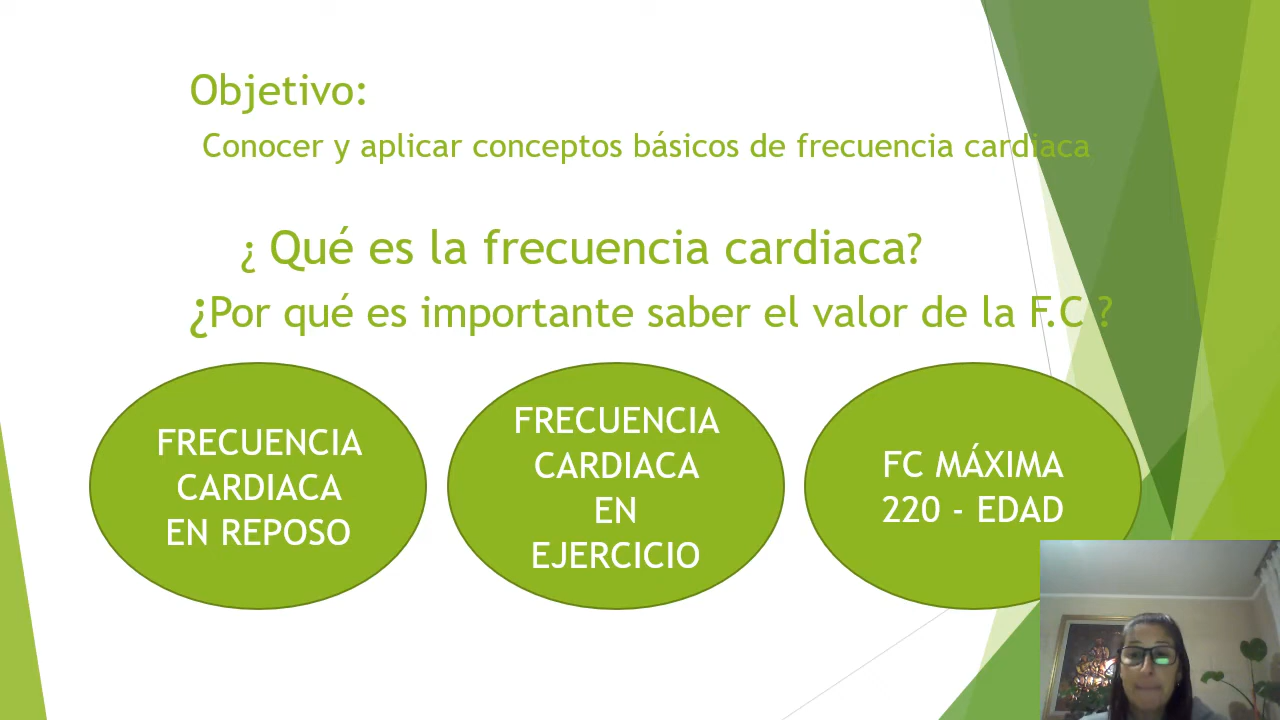 Objetivo:
Conocer y aplicar conceptos básicos de frecuencia cardiaca
¿ Qué es la frecuencia cardiaca?
¿Por qué es importante saber el valor de la F.C ?
FRECUENCIA
CARDIACA
EN REPOSO
FRECUENCIA
CARDIACA
EN
EJERCICIO
FC MÁXIMA
220 - EDAD